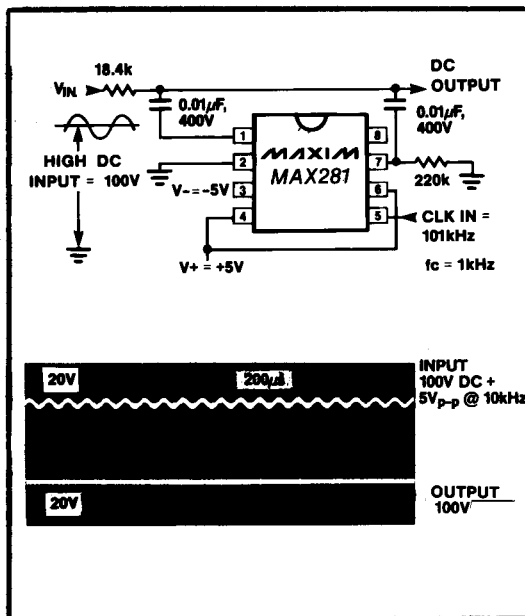 18.4k
VIN
DC
OUTPUT
0.01µF,
400V
0.01µF,
400V
HIGH DC
INPUT = 100V
MAXIM
MAX281
1
2
3
4
8
7
6
5
V– = –5V
220k
CLK IN =
101kHz
V+ = +5V
fc = 1kHz
20V
200µs
INPUT
100V DC +
5Vp-p @ 10kHz
20V
OUTPUT
100V